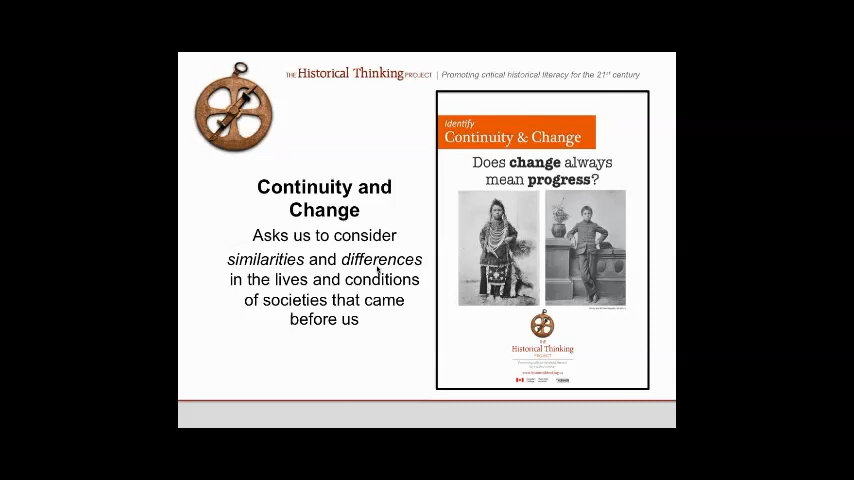 THE Historical Thinking PROJECT | Promoting critical historical literacy for the 21st century
Continuity and
Change
Asks us to consider
similarities and differences
in the lives and conditions
of societies that came
before us
Identify
Continuity & Change
Does change always
mean progress?
THE
Historical Thinking
PROJECT